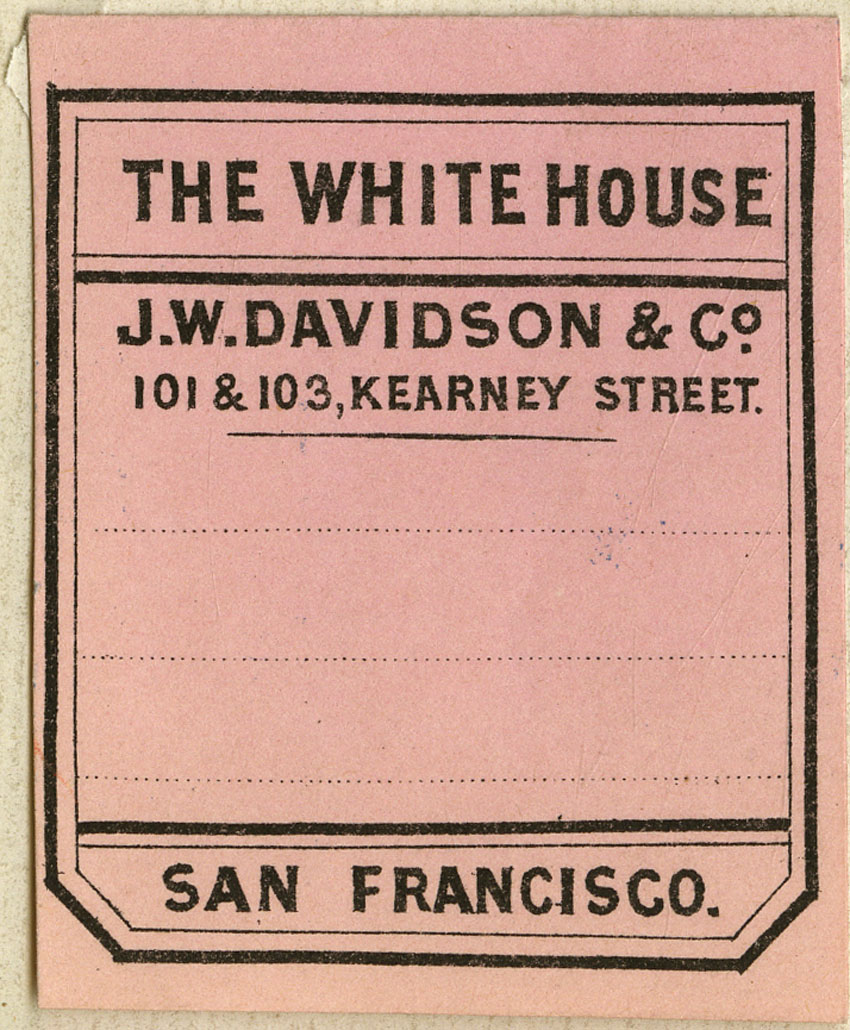 THE WHITE HOUSE
J.W. DAVIDSON & Co.
101 & 103, KEARNEY STREET.
SAN FRANCISCO.